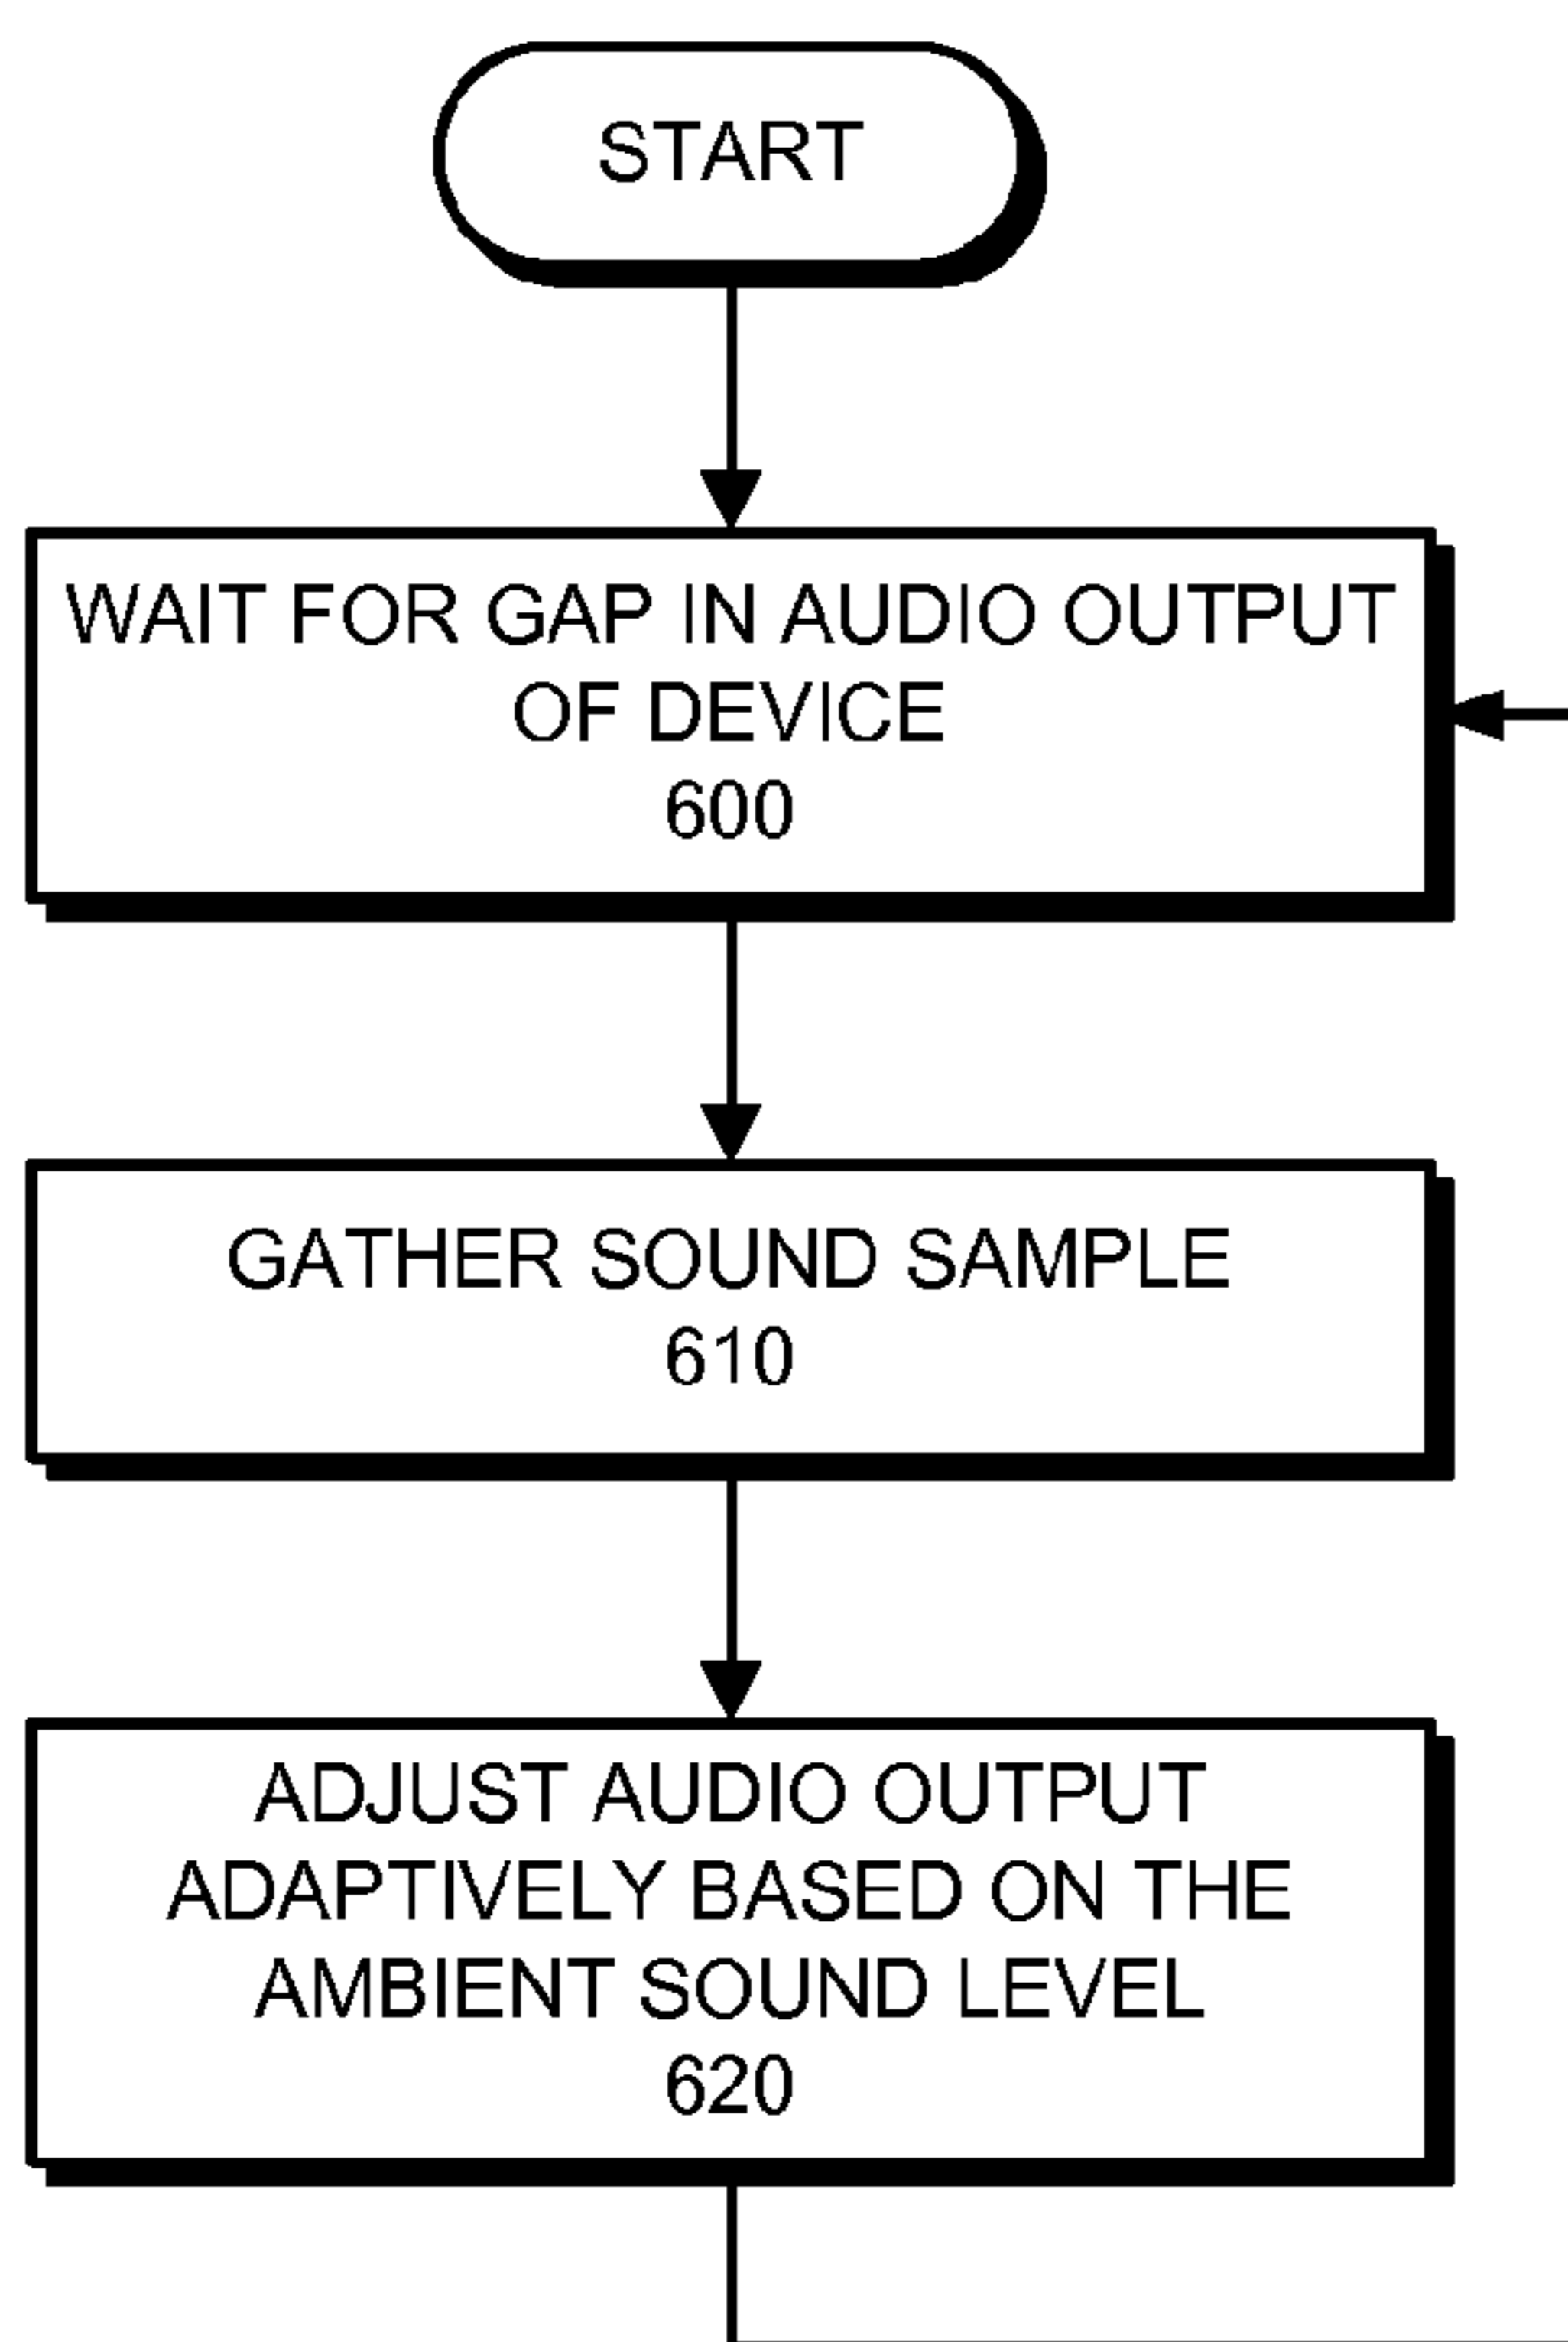 START
WAIT FOR GAP IN AUDIO OUTPUT
OF DEVICE
600
GATHER SOUND SAMPLE
610
ADJUST AUDIO OUTPUT
ADAPTIVELY BASED ON THE
AMBIENT SOUND LEVEL
620